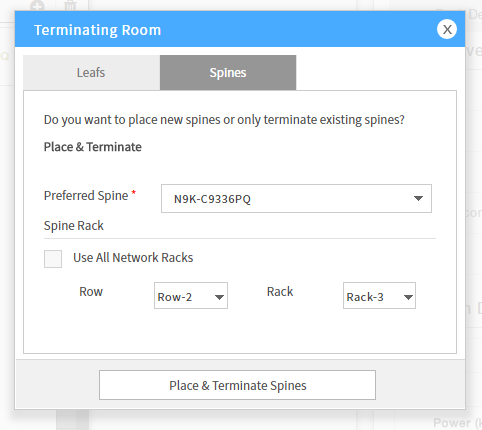 Terminating Room
X
Leafs
Spines
Do you want to place new spines or only terminate existing spines?
Place & Terminate
Preferred Spine * N9K-C9336PQ
Spine Rack
Use All Network Racks
Row Row-2 Rack Rack-3
Place & Terminate Spines
Power